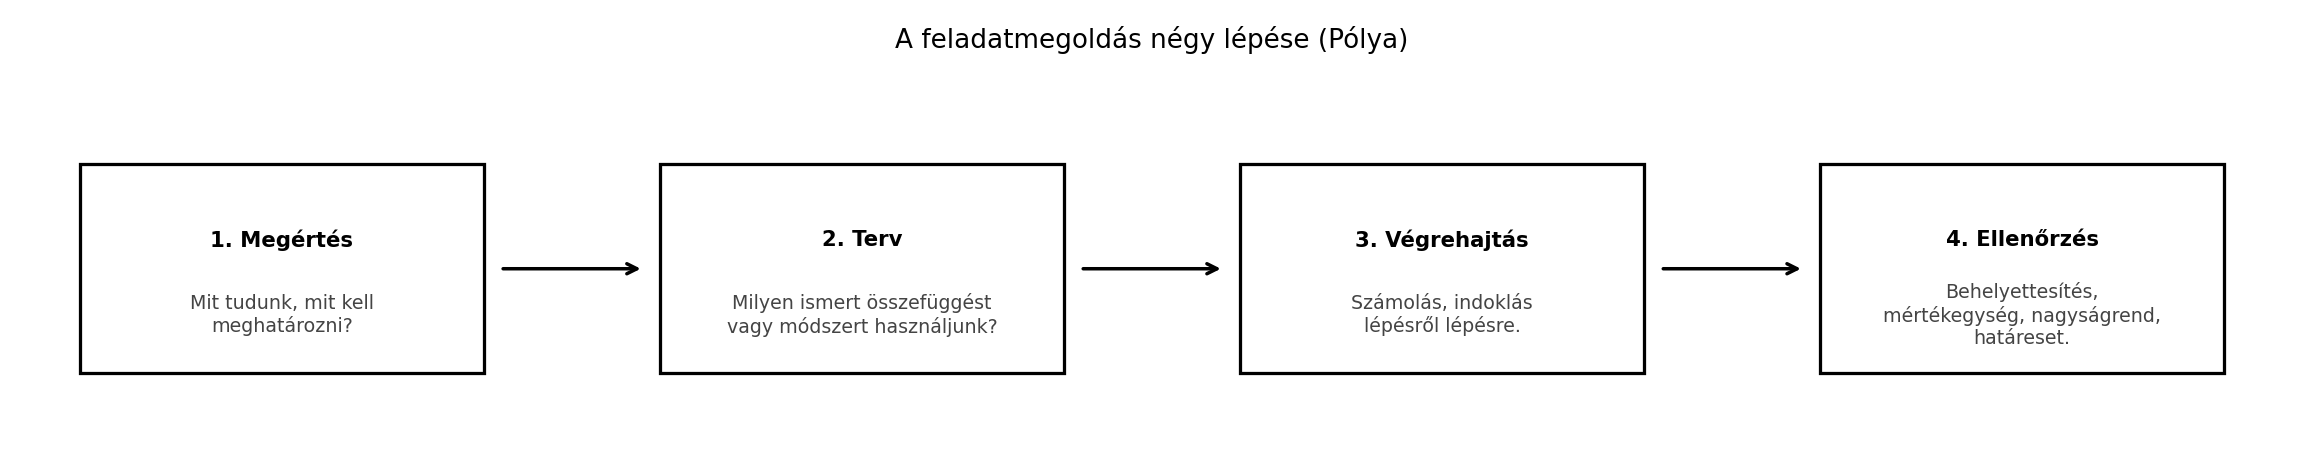 A feladatmegoldás négy lépése (Pólya)
1. Megértés
Mit tudunk, mit kell
meghatározni?
2. Terv
Milyen ismert összefüggést
vagy módszert használjunk?
3. Végrehajtás
Számolás, indoklás
lépésről lépésre.
4. Ellenőrzés
Behelyettesítés,
mértékegység, nagyságrend,
határeset.